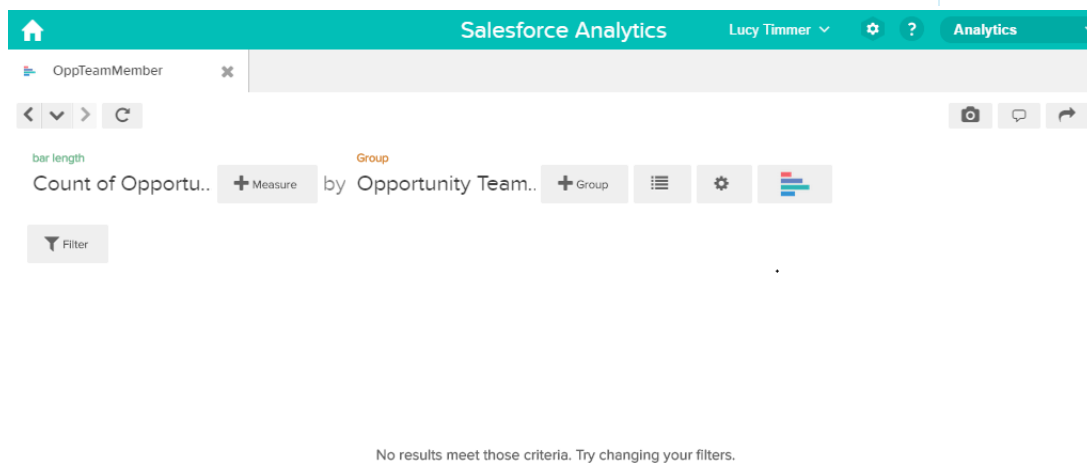 Salesforce Analytics Lucy Timmer ? Analytics
OppTeamMember
bar length Group
Count of Opportu.. Measure by Opportunity Team.. Group
Filter
No results meet those criteria. Try changing your filters.